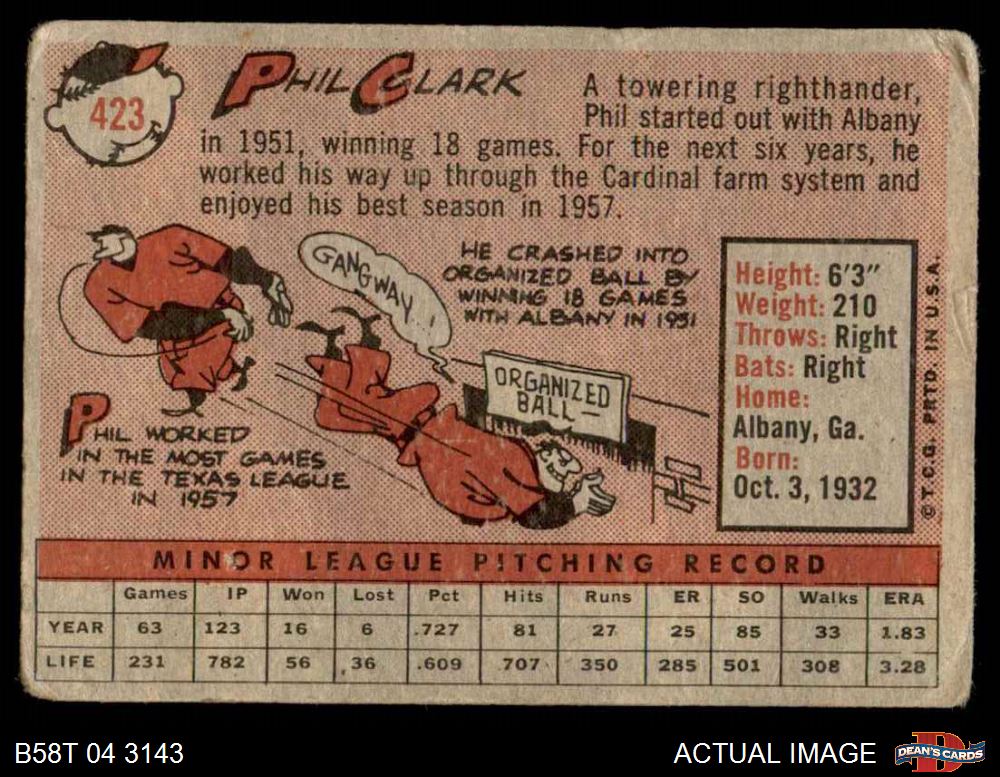 423
PHIL CLARK
A towering righthander,
Phil started out with Albany
in 1951, winning 18 games. For the next six years, he
worked his way up through the Cardinal farm system and
enjoyed his best season in 1957.
GANGWAY!
HE CRASHED INTO
ORGANIZED BALL BY
WINNING 18 GAMES
WITH ALBANY IN 1951
ORGANIZED
BALL—
PHIL WORKED
IN THE MOST GAMES
IN THE TEXAS LEAGUE
IN 1957
Height: 6'3"
Weight: 210
Throws: Right
Bats: Right
Home:
Albany, Ga.
Born:
Oct. 3, 1932
© T.C.G. PRTD. IN U.S.A.
MINOR LEAGUE PITCHING RECORD
Games IP Won Lost Pct Hits Runs ER SO Walks ERA
YEAR 63 123 16 6 .727 81 27 25 85 33 1.83
LIFE 231 782 56 36 .609 707 350 285 501 308 3.28
B58T 04 3143
ACTUAL IMAGE
DEAN'S CARDS